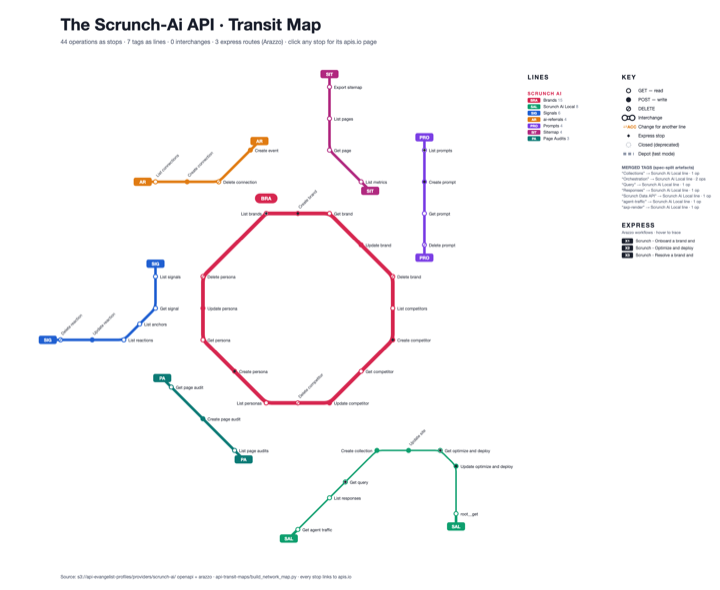 The Scrunch-Ai API · Transit Map
44 operations as stops · 7 tags as lines · 0 interchanges · 3 express routes (Arazzo) · click any stop for its apis.io page
SIT
Export sitemap
List pages
Get page
List metrics
SIT
AR
Create event
List connections
Create connection
AR
Delete connection
PRO
List prompts
Create prompt
Get prompt
Delete prompt
PRO
BRA
List brands
Create brand
Get brand
Update brand
Delete brand
List competitors
Create competitor
Get competitor
Update competitor
Delete competitor
List personas
Create persona
Get persona
Update persona
Delete persona
SIG
List signals
Get signal
List anchors
List reactions
Update reaction
Delete reaction
SIG
PA
Get page audit
Create page audit
List page audits
PA
Create collection
Update site
Get optimize and deploy
Update optimize and deploy
Get query
List responses
Get agent traffic
SAL
root__get
SAL
LINES
SCRUNCH AI
BRA Brands
SAL Scrunch Ai Local
SIG Signals
AR ai-referrals
PRO Prompts
SIT Sitemap
PA Page Audits
KEY
GET — read
POST — write
DELETE
Interchange
Change for another line
Express stop
Closed (deprecated)
Depot (test mode)
MERGED TAGS (spec-split artefacts)
"Collections" → Scrunch Ai Local line · 1 op
"Orchestration" → Scrunch Ai Local line · 2 ops
"Query" → Scrunch Ai Local line · 1 op
"Responses" → Scrunch Ai Local line · 1 op
"Scrunch Data API" → Scrunch Ai Local line · 1 op
"agent-traffic" → Scrunch Ai Local line · 1 op
EXPRESS
Arazzo workflows · hover to trace
X1 Scrunch - Onboard a brand and
X2 Scrunch - Optimize and deploy
X3 Scrunch - Resolve a brand and
Source: s3://api-evangelist-profiles/providers/scrunch-ai/ openapi + arazzo · api-transit-maps/build_network_map.py · every stop links to apis.io